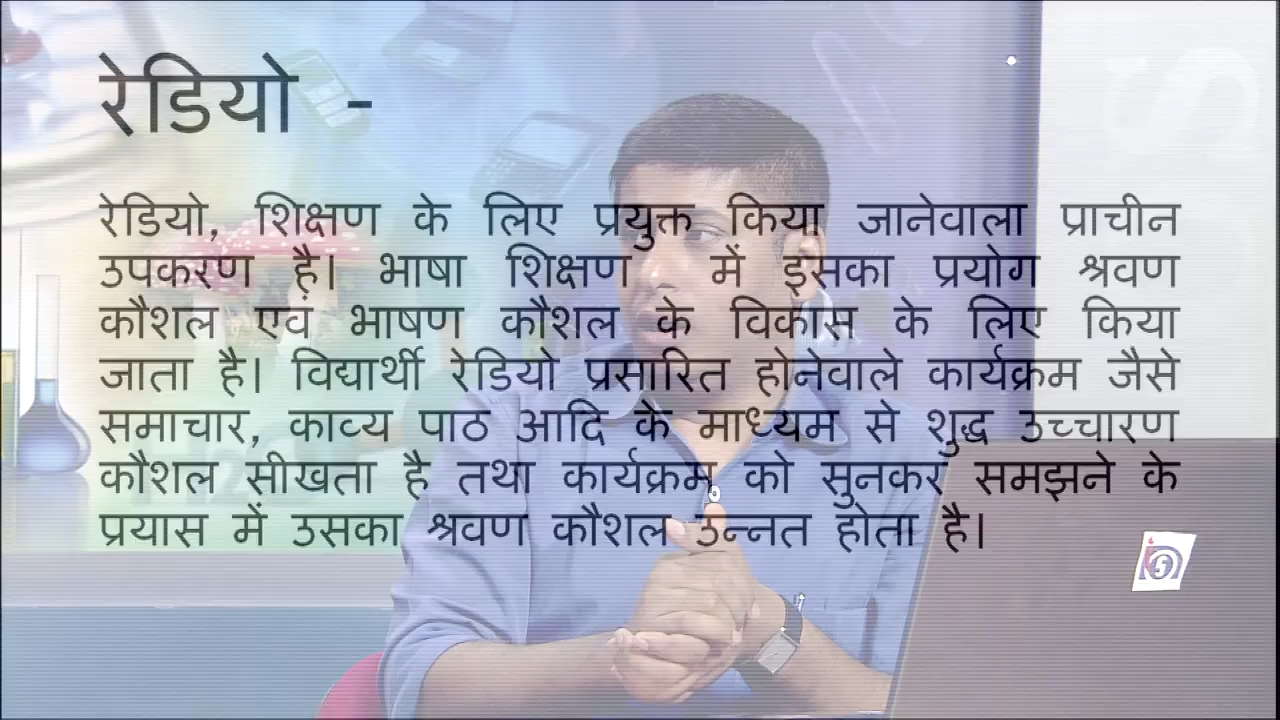 रेडियो -
रेडियो, शिक्षण के लिए प्रयुक्त किया जानेवाला प्राचीन
उपकरण है। भाषा शिक्षण में इसका प्रयोग श्रवण
कौशल एवं भाषण कौशल के विकास के लिए किया
जाता है। विद्यार्थी रेडियो प्रसारित होनेवाले कार्यक्रम जैसे
समाचार, काव्य पाठ आदि के माध्यम से शुद्ध उच्चारण
कौशल सीखता है तथा कार्यक्रम को सुनकर समझने के
प्रयास में उसका श्रवण कौशल उन्नत होता है।
5